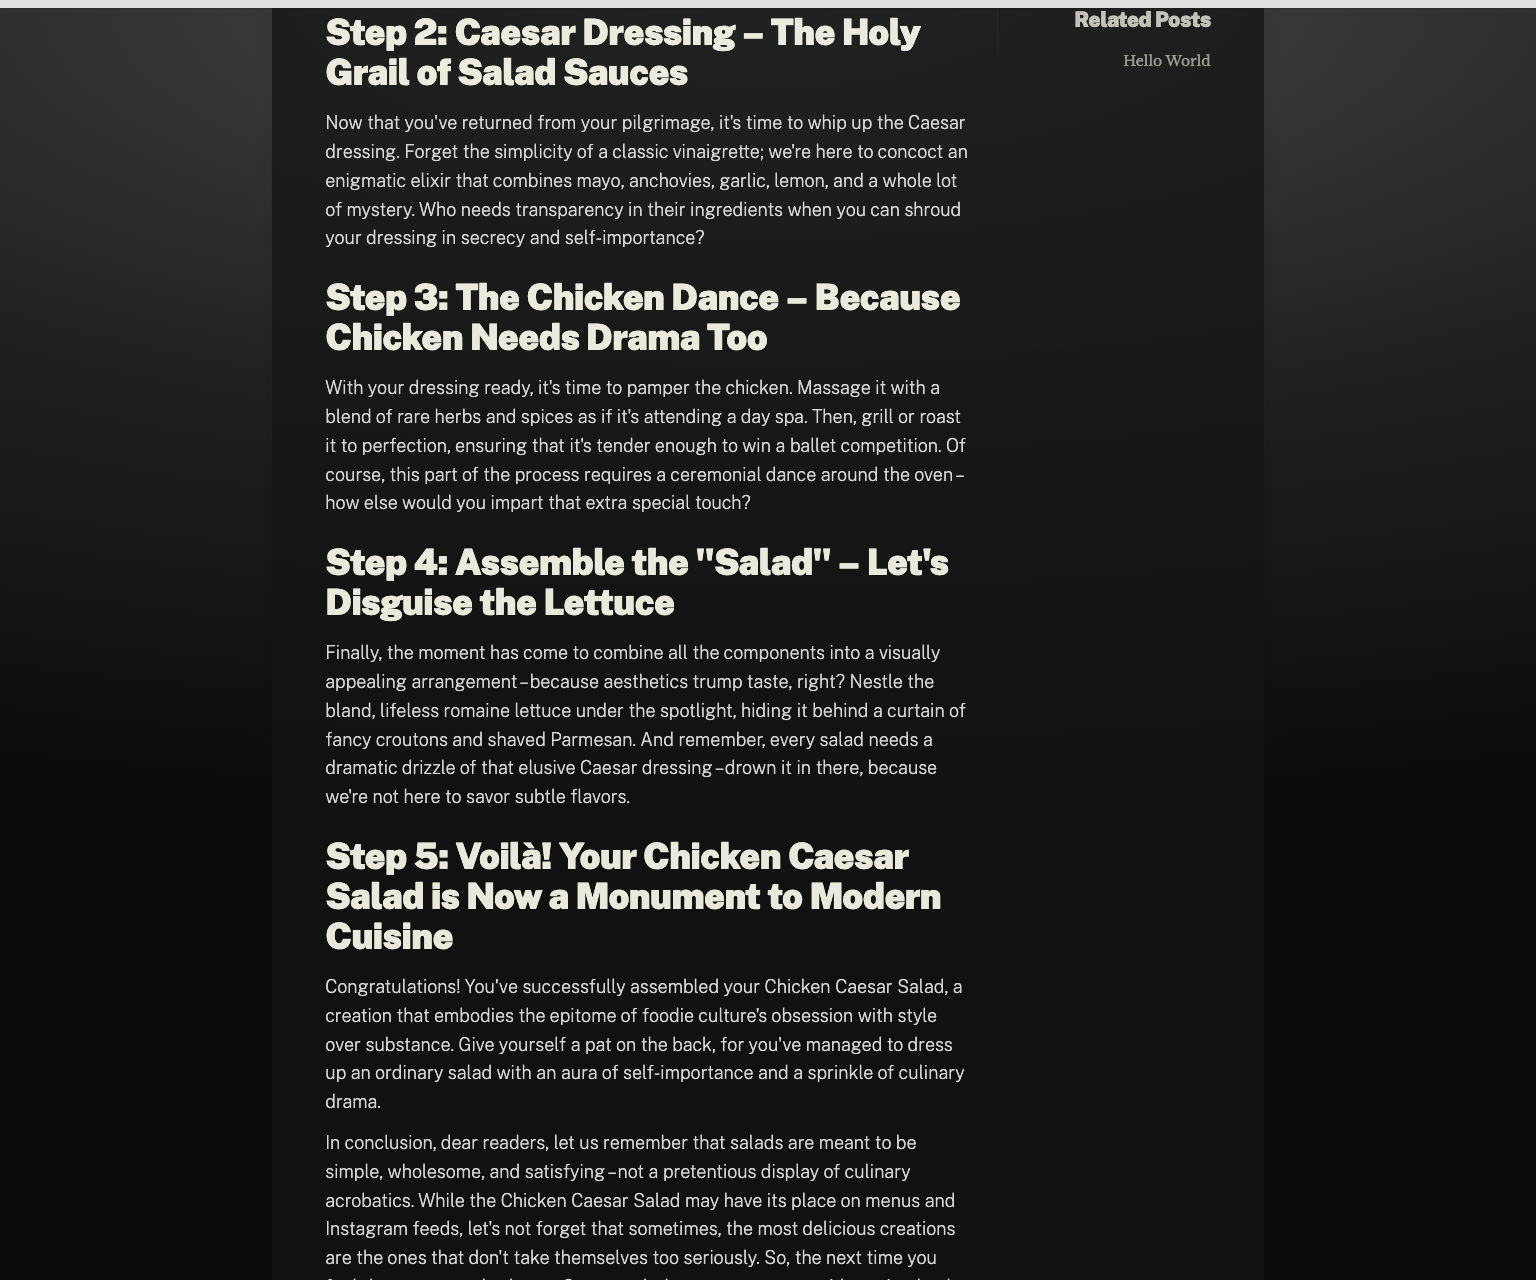 Step 2: Caesar Dressing – The Holy
Grail of Salad Sauces
Now that you've returned from your pilgrimage, it's time to whip up the Caesar
dressing. Forget the simplicity of a classic vinaigrette; we're here to concoct an
enigmatic elixir that combines mayo, anchovies, garlic, lemon, and a whole lot
of mystery. Who needs transparency in their ingredients when you can shroud
your dressing in secrecy and self-importance?
Step 3: The Chicken Dance – Because
Chicken Needs Drama Too
With your dressing ready, it's time to pamper the chicken. Massage it with a
blend of rare herbs and spices as if it's attending a day spa. Then, grill or roast
it to perfection, ensuring that it's tender enough to win a ballet competition. Of
course, this part of the process requires a ceremonial dance around the oven–
how else would you impart that extra special touch?
Step 4: Assemble the "Salad" – Let's
Disguise the Lettuce
Finally, the moment has come to combine all the components into a visually
appealing arrangement–because aesthetics trump taste, right? Nestle the
bland, lifeless romaine lettuce under the spotlight, hiding it behind a curtain of
fancy croutons and shaved Parmesan. And remember, every salad needs a
dramatic drizzle of that elusive Caesar dressing–drown it in there, because
we're not here to savor subtle flavors.
Step 5: Voilà! Your Chicken Caesar
Salad is Now a Monument to Modern
Cuisine
Congratulations! You've successfully assembled your Chicken Caesar Salad, a
creation that embodies the epitome of foodie culture's obsession with style
over substance. Give yourself a pat on the back, for you've managed to dress
up an ordinary salad with an aura of self-importance and a sprinkle of culinary
drama.
In conclusion, dear readers, let us remember that salads are meant to be
simple, wholesome, and satisfying–not a pretentious display of culinary
acrobatics. While the Chicken Caesar Salad may have its place on menus and
Instagram feeds, let's not forget that sometimes, the most delicious creations
are the ones that don't take themselves too seriously. So, the next time you
Related Posts
Hello World